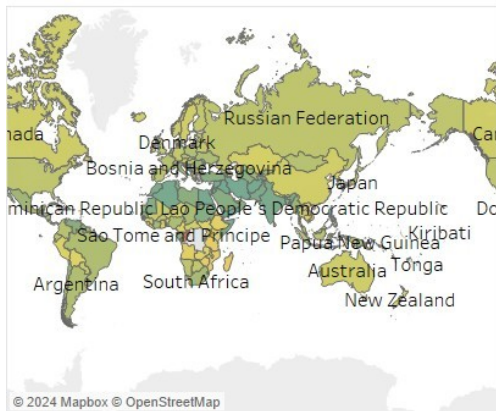 Russian Federation
nada
Denmark
Ca
Bosnia and Herzegovina
Japan
minican Republic Lao People's Democratic Republic
Do
Kiribati
Sao Tome and Principe
Papua New Guinea
Tonga
Australia
South Africa
Argentina
New Zealand
© 2024 Mapbox © OpenStreetMap